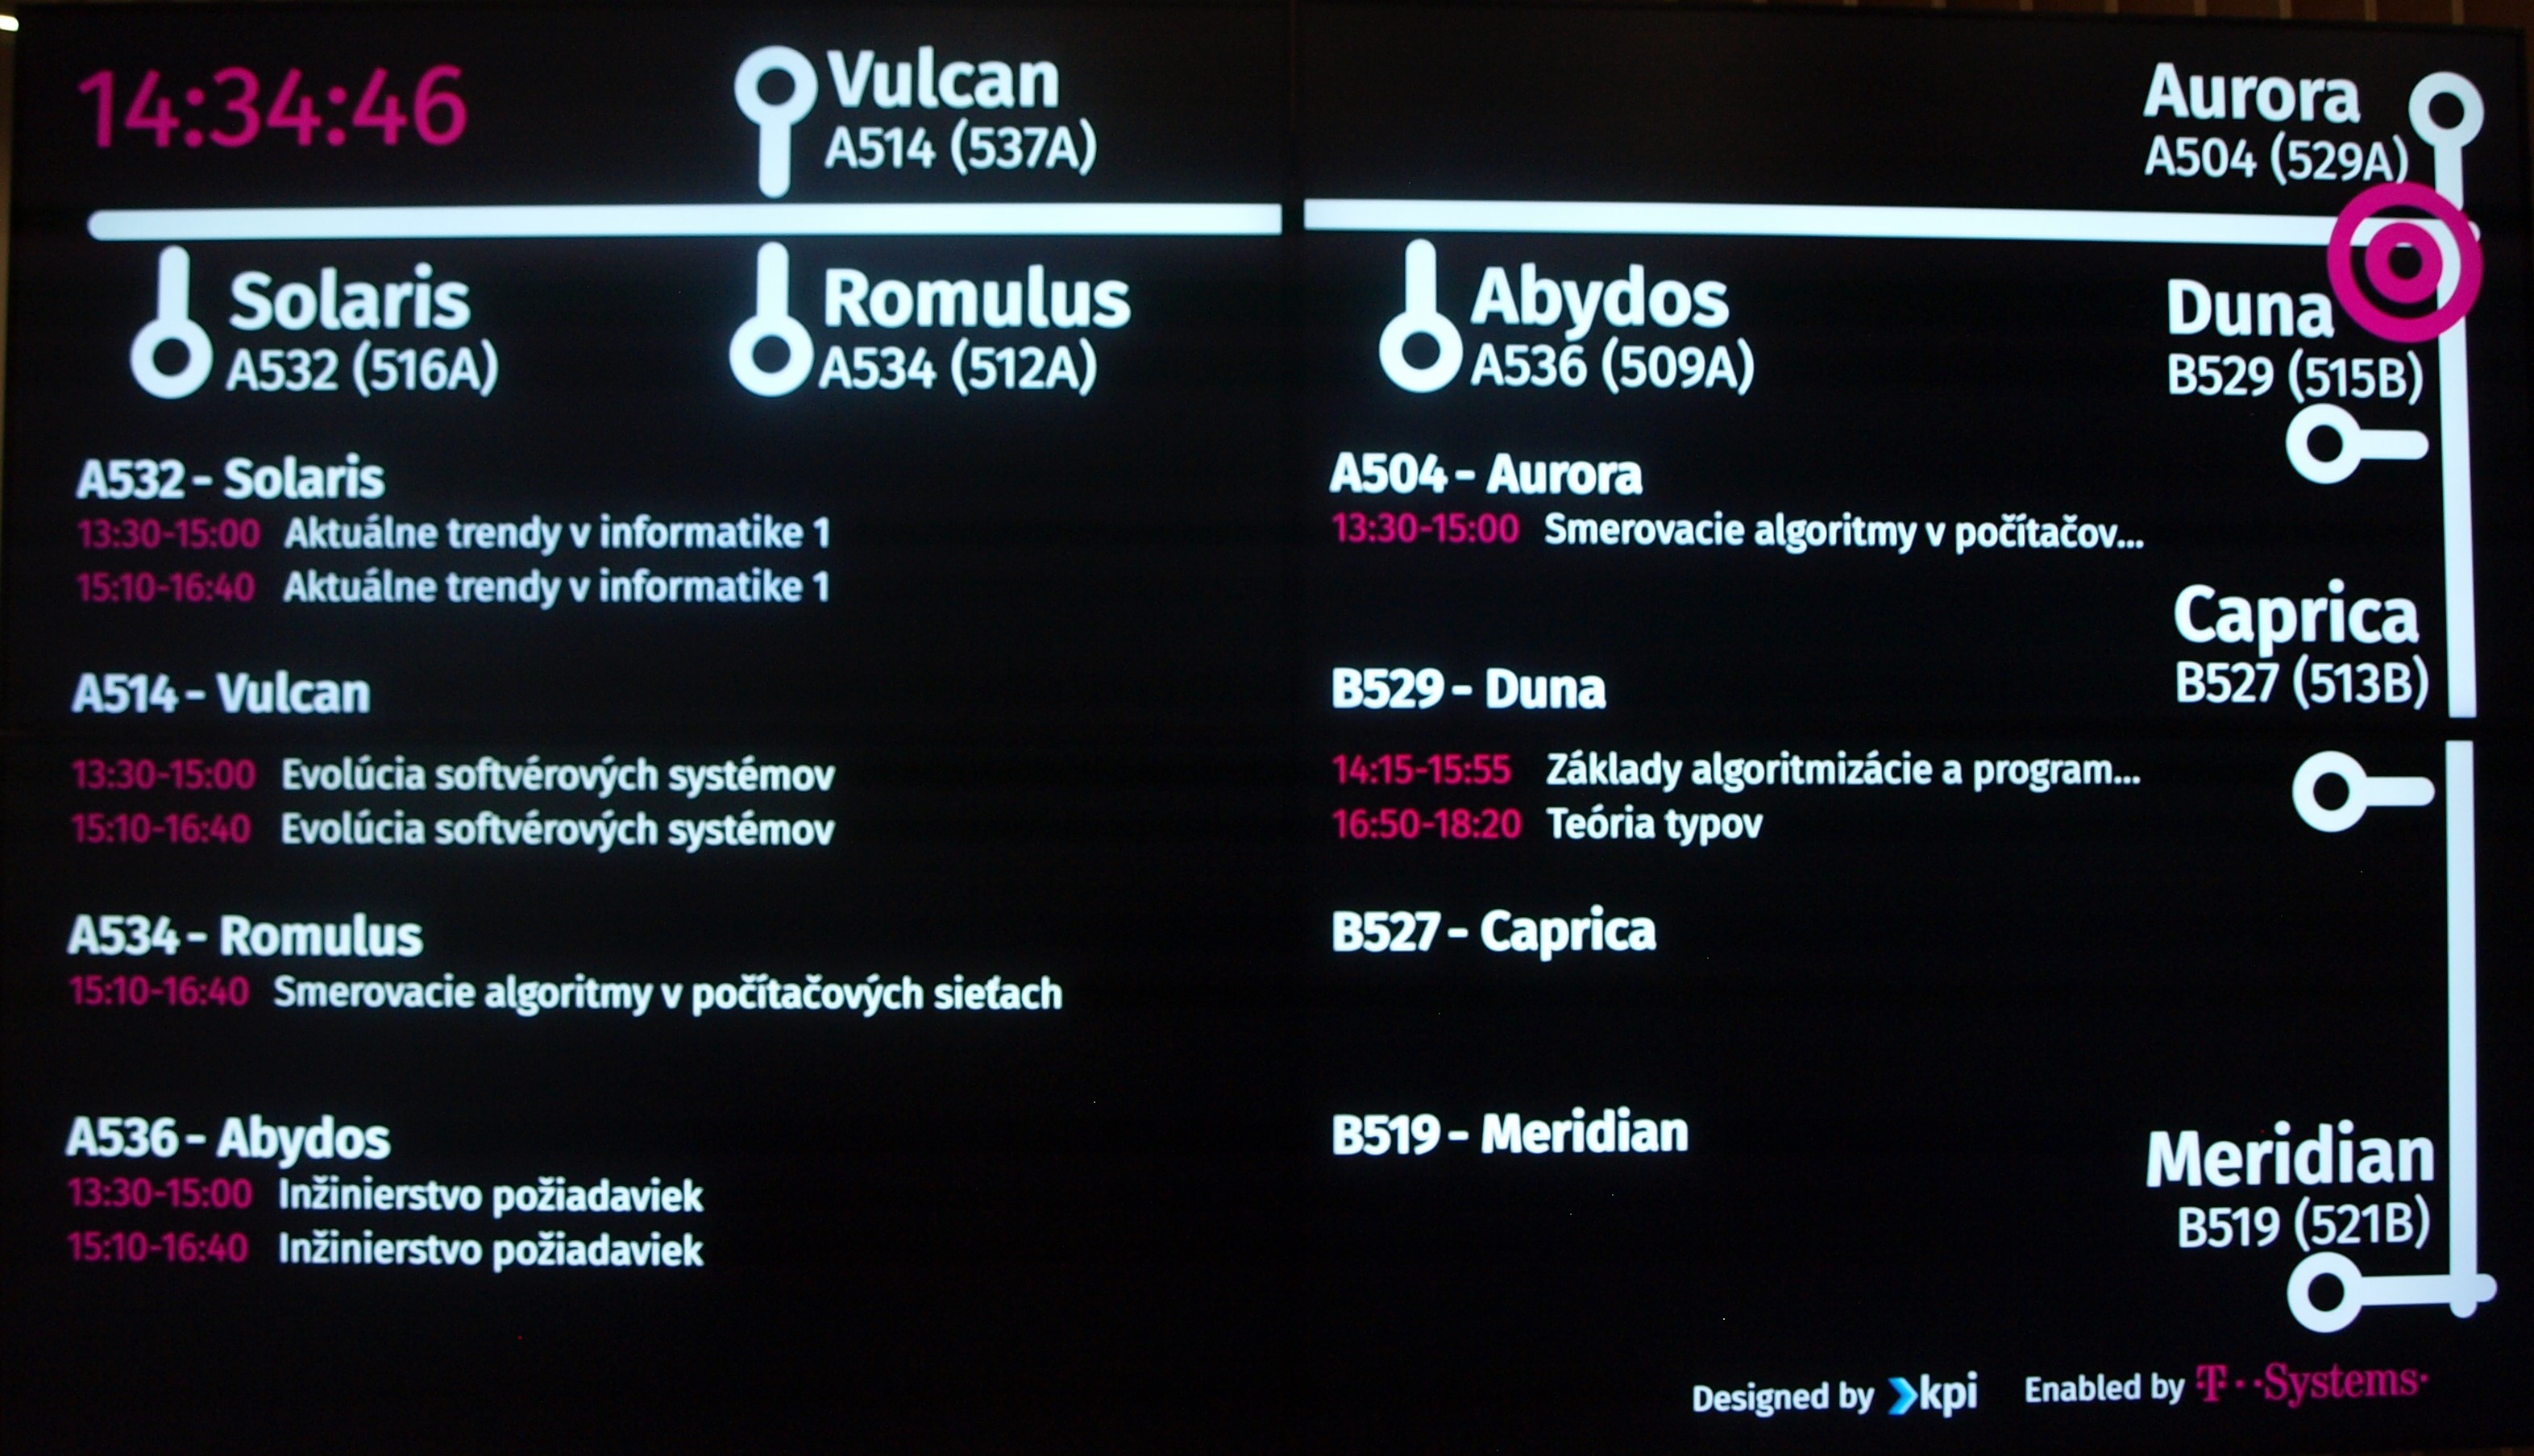 14:34:46
Vulcan
A514 (537A)
Aurora
A504 (529A)
Solaris
A532 (516A)
Romulus
A534 (512A)
Abydos
A536 (509A)
Duna
B529 (515B)
A532 - Solaris
13:30-15:00 Aktuálne trendy v informatike 1
15:10-16:40 Aktuálne trendy v informatike 1
A514 - Vulcan
13:30-15:00 Evolúcia softvérových systémov
15:10-16:40 Evolúcia softvérových systémov
A534 - Romulus
15:10-16:40 Smerovacie algoritmy v počítačových sieťach
A536 - Abydos
13:30-15:00 Inžinierstvo požiadaviek
15:10-16:40 Inžinierstvo požiadaviek
A504 - Aurora
13:30-15:00 Smerovacie algoritmy v počítačov...
B529 - Duna
14:15-15:55 Základy algoritmizácie a program...
16:50-18:20 Teória typov
B527 - Caprica
B519 - Meridian
Caprica
B527 (513B)
Meridian
B519 (521B)
Designed by kpi Enabled by T··Systems·